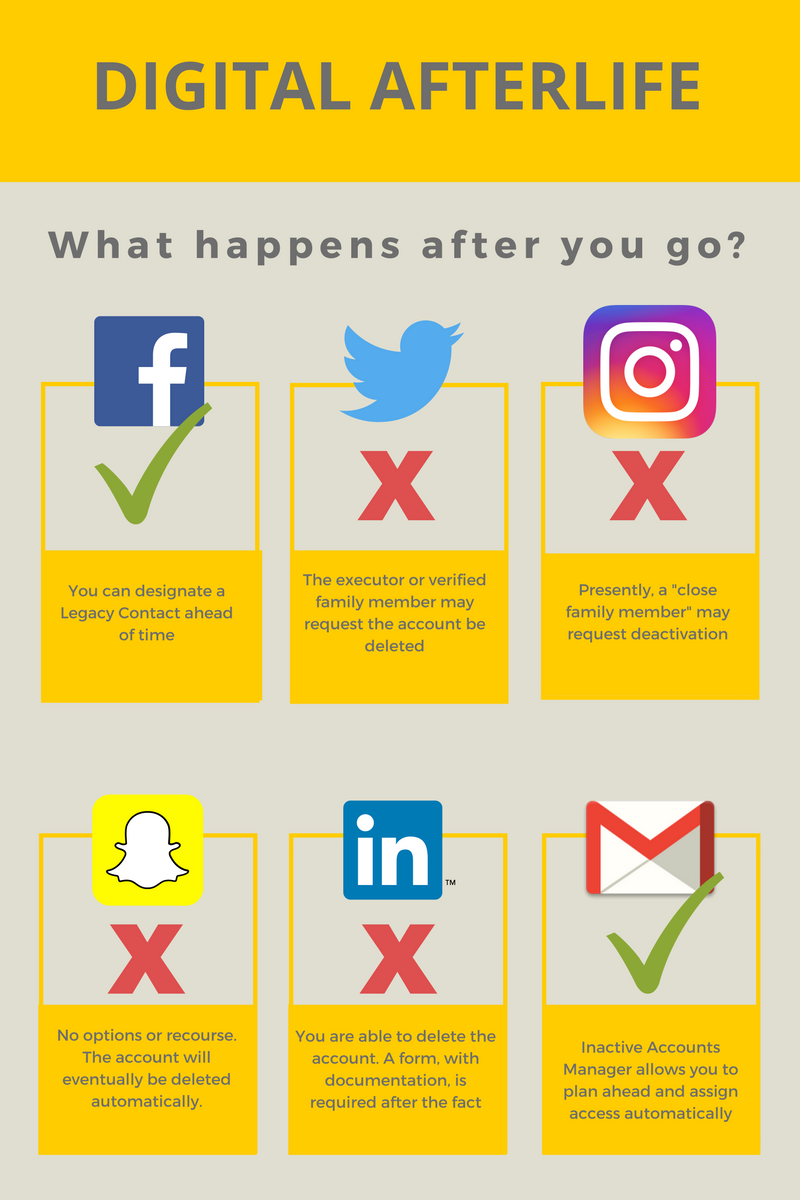 DIGITAL AFTERLIFE
What happens after you go?
f
X
X
You can designate a
Legacy Contact ahead
of time
The executor or verified
family member may
request the account be
deleted
Presently, a "close
family member" may
request deactivation
in ™
X
X
No options or recourse.
The account will
eventually be deleted
automatically.
You are able to delete the
account. A form, with
documentation, is
required after the fact
Inactive Accounts
Manager allows you to
plan ahead and assign
access automatically